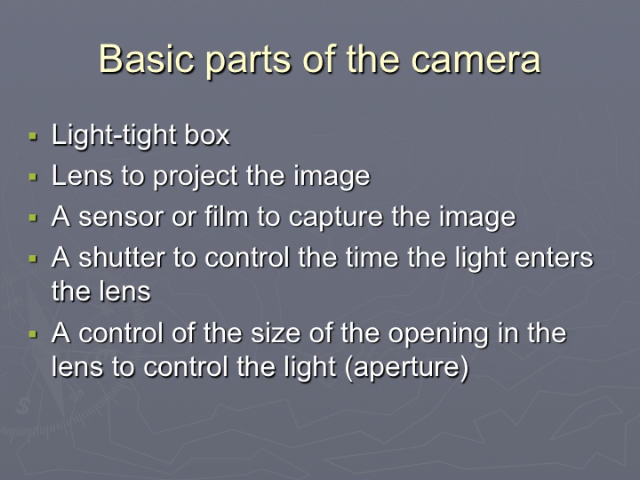 Basic parts of the camera
▪ Light-tight box
▪ Lens to project the image
▪ A sensor or film to capture the image
▪ A shutter to control the time the light enters
the lens
▪ A control of the size of the opening in the
lens to control the light (aperture)
S